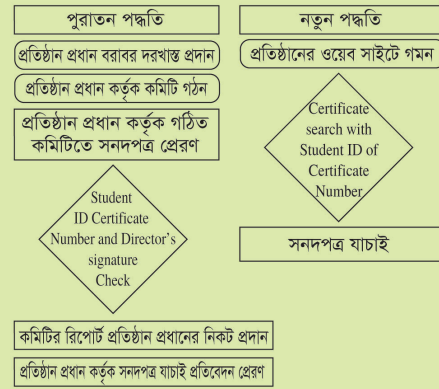 পুরাতন পদ্ধতি
প্রতিষ্ঠান প্রধান বরাবর দরখাস্ত প্রদান
প্রতিষ্ঠান প্রধান কর্তৃক কমিটি গঠন
প্রতিষ্ঠান প্রধান কর্তৃক গঠিত
কমিটিতে সনদপত্র প্রেরণ
Student
ID Certificate
Number and Director's
signature
Check
কমিটির রিপোর্ট প্রতিষ্ঠান প্রধানের নিকট প্রদান
প্রতিষ্ঠান প্রধান কর্তৃক সনদপত্র যাচাই প্রতিবেদন প্রেরণ
নতুন পদ্ধতি
প্রতিষ্ঠানের ওয়েব সাইটে গমন
Certificate
search with
Student ID of
Certificate
Number
সনদপত্র যাচাই